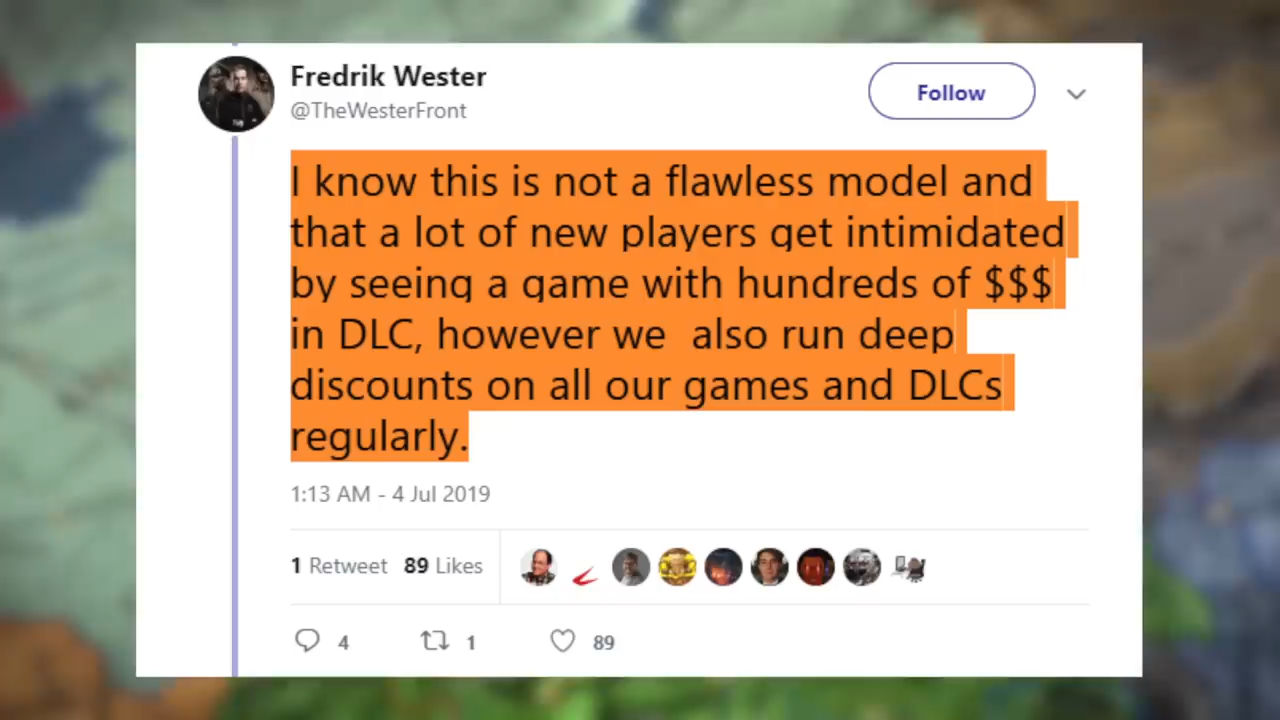 Fredrik Wester
@TheWesterFront
Follow
I know this is not a flawless model and
that a lot of new players get intimidated
by seeing a game with hundreds of $$$
in DLC, however we  also run deep
discounts on all our games and DLCs
regularly.
1:13 AM - 4 Jul 2019
1 Retweet 89 Likes
4 1 89